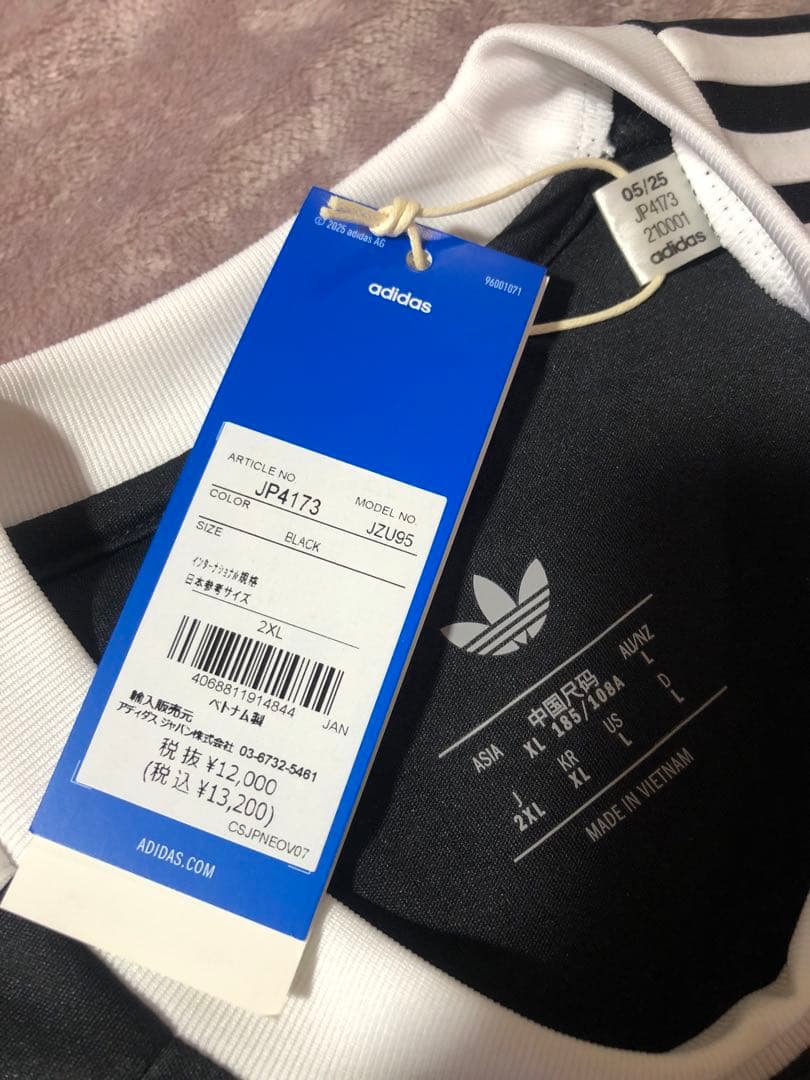 © 2025 adidas AG
96001071
adidas
ARTICLE NO
JP4173
MODEL NO.
JZU95
COLOR
BLACK
SIZE
インターナショナル規格
日本参考サイズ
2XL
4068811914844
JAN
ベトナム製
輸入販売元
アディダス ジャパン株式会社 03-6732-5461
税抜 ¥12,000
(税込 ¥13,200)
CSJPNEOV07
ADIDAS.COM
05/25
JP4173
210001
adidas
ASIA
XL
中国尺码
185/108A
AU/NZ
L
J
2XL
KR
XL
US
L
D
L
MADE IN VIETNAM